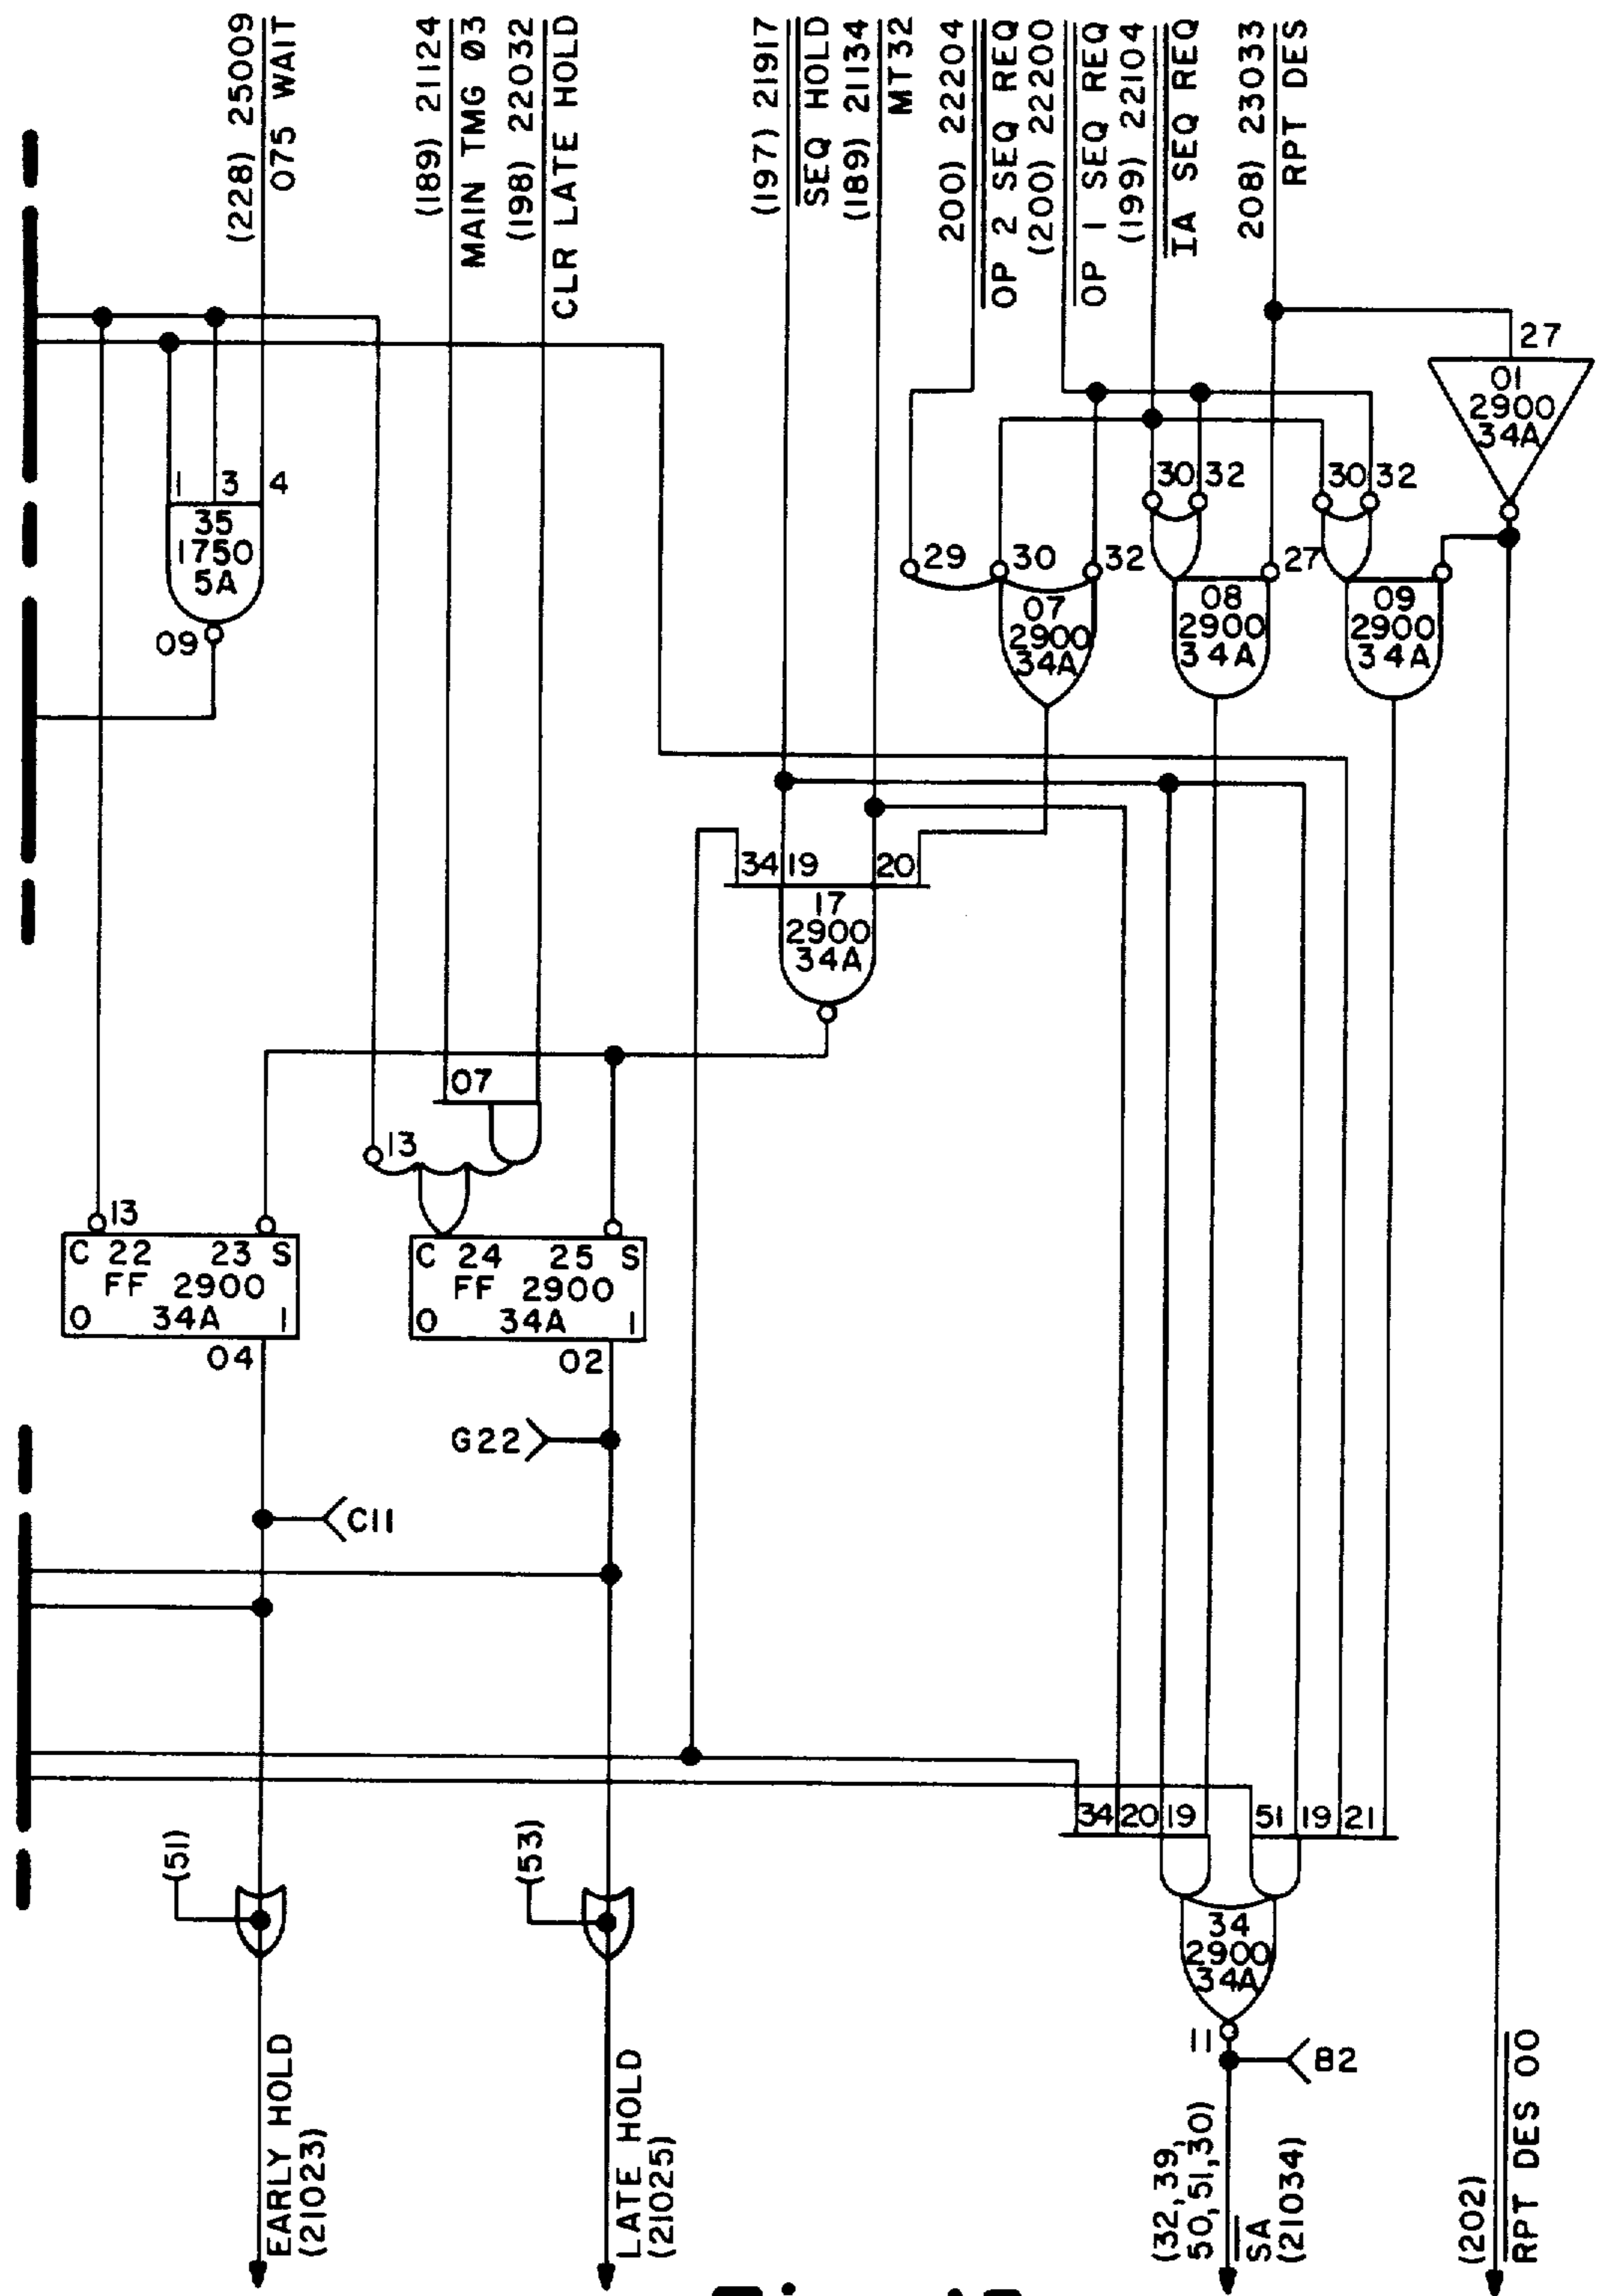 (228) 25009
075 WAIT
(189) 21124
MAIN TMG Ø3
(198) 22032
CLR LATE HOLD
(197) 21917
SEQ HOLD
(189) 21134
MT32
200) 22204
OP 2 SEQ REQ
(200) 22200
OP 1 SEQ REQ
(199) 22104
IA SEQ REQ
208) 23033
RPT DES
27
01
2900
34A
1 3 4
35
1750
5A
09
30 32
30 32
29 30 32
27
07
2900
34A
08
2900
34A
09
2900
34A
34 19 20
17
2900
34A
07
13
13
C 22 23 S
FF 2900
0 34A 1
04
C 24 25 S
FF 2900
0 34A 1
02
G22
C11
34 20 19 51 19 21
(51)
(53)
34
2900
34A
11
B2
EARLY HOLD
(21023)
LATE HOLD
(21025)
(32,39,
50,51,30)
SA
(21034)
(202)
RPT DES 00